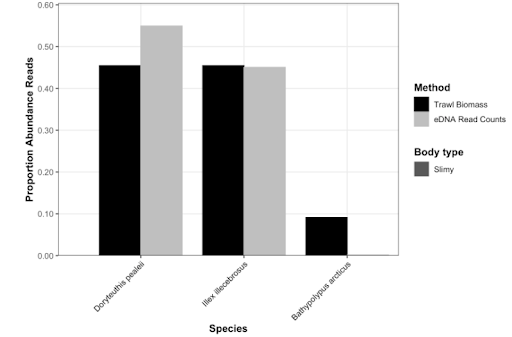 0.60
0.50
0.40
0.30
0.20
0.10
0.00
Proportion Abundance Reads
Doryteuthis pealeii
Illex illecebrosus
Bathypolypus arcticus
Species
Method
Trawl Biomass
eDNA Read Counts
Body type
Slimy